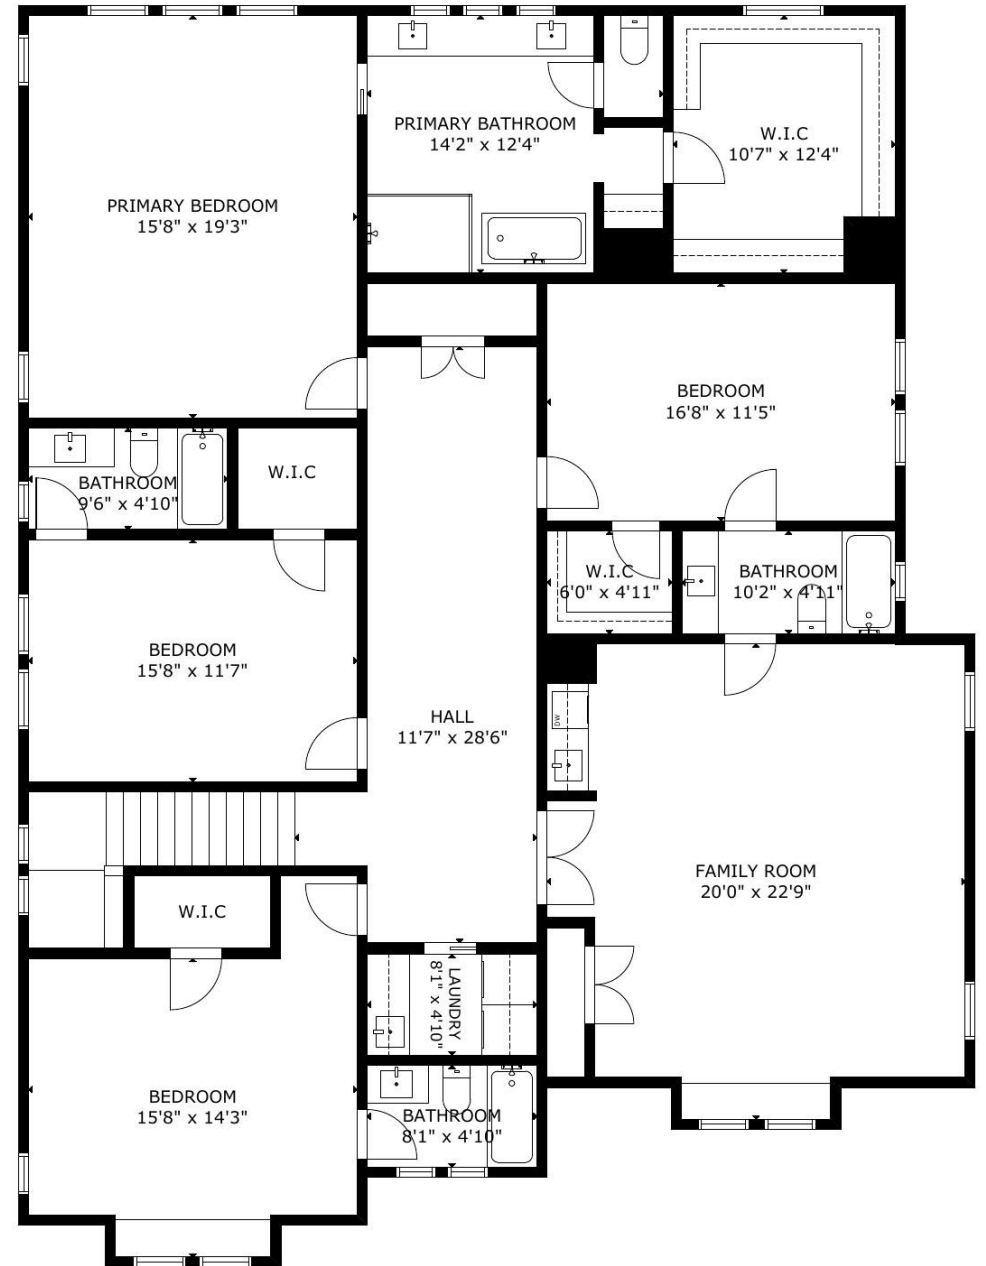 PRIMARY BEDROOM
15'8" x 19'3"
PRIMARY BATHROOM
14'2" x 12'4"
W.I.C
10'7" x 12'4"
BEDROOM
16'8" x 11'5"
BATHROOM
9'6" x 4'10"
W.I.C
W.I.C
6'0" x 4'11"
BATHROOM
10'2" x 4'11"
BEDROOM
15'8" x 11'7"
HALL
11'7" x 28'6"
DW
FAMILY ROOM
20'0" x 22'9"
W.I.C
LAUNDRY
8'1" x 4'10"
BEDROOM
15'8" x 14'3"
BATHROOM
8'1" x 4'10"